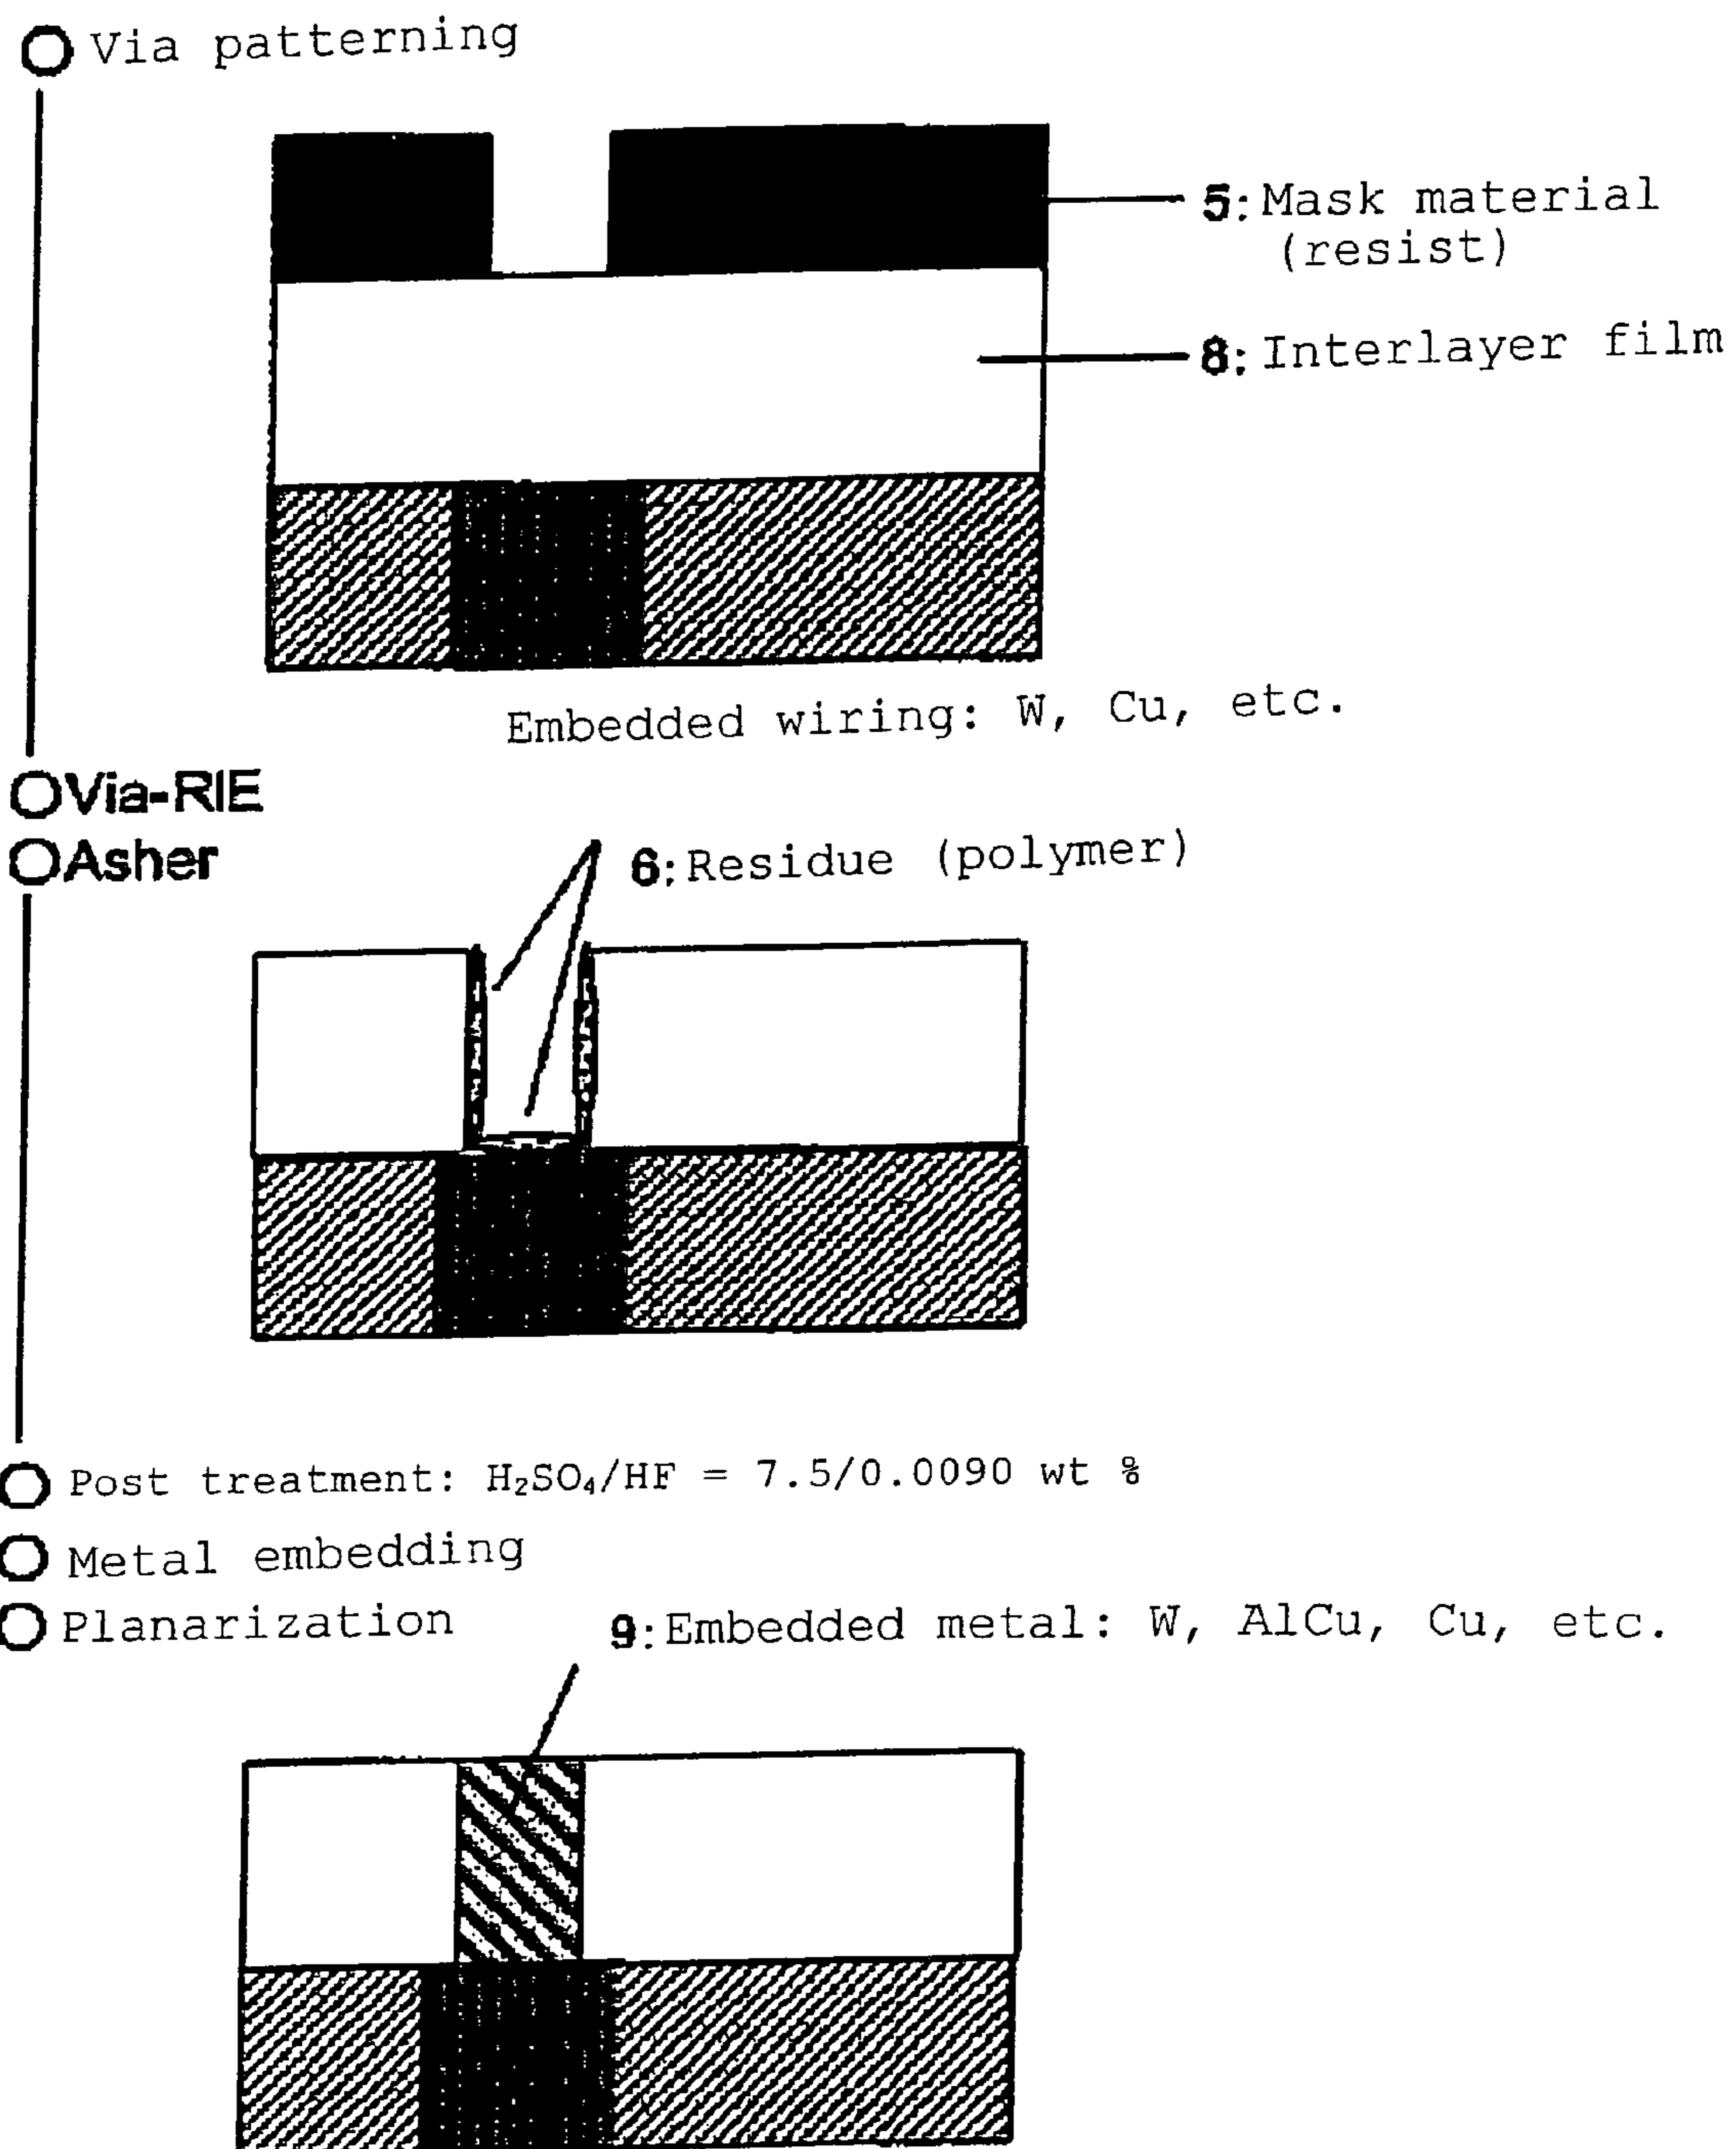 Via patterning
5: Mask material
(resist)
8: Interlayer film
Embedded wiring: W, Cu, etc.
Via-RIE
Asher
6: Residue (polymer)
Post treatment: H₂SO₄/HF = 7.5/0.0090 wt %
Metal embedding
Planarization
9: Embedded metal: W, AlCu, Cu, etc.